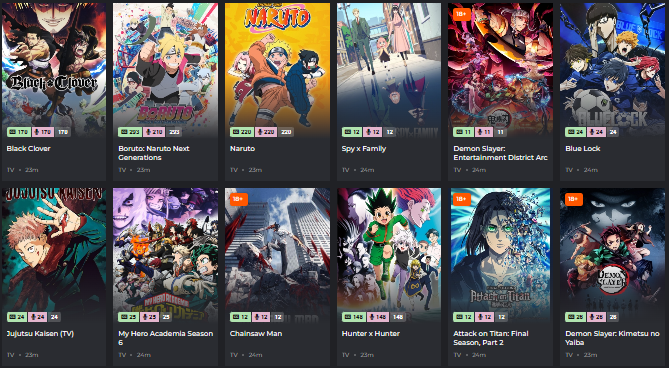 18+
Black Clover
BORUTO
NARUTO
SPY×FAMILY
BLUELOCK
170 170 170
293 210 293
220 220 220
12 12 12
11 11 11
24 24 24
Black Clover
Boruto: Naruto Next
Generations
Naruto
Spy x Family
Demon Slayer:
Entertainment District Arc
Blue Lock
TV • 23m
TV • 23m
TV • 23m
TV • 24m
TV • 24m
TV • 24m
JUJUTSU KAISEN
18+
18+
18+
MY HERO ACADEMIA
Attack on Titan
DEMON
SLAYER
24 24 24
25 25 25
12 12 12
148 148 148
12 12 12
26 26 26
Jujutsu Kaisen (TV)
My Hero Academia Season
6
Chainsaw Man
Hunter x Hunter
Attack on Titan: Final
Season, Part 2
Demon Slayer: Kimetsu no
Yaiba
TV • 23m
TV • 24m
TV • 24m
TV • 23m
TV • 24m
TV • 23m